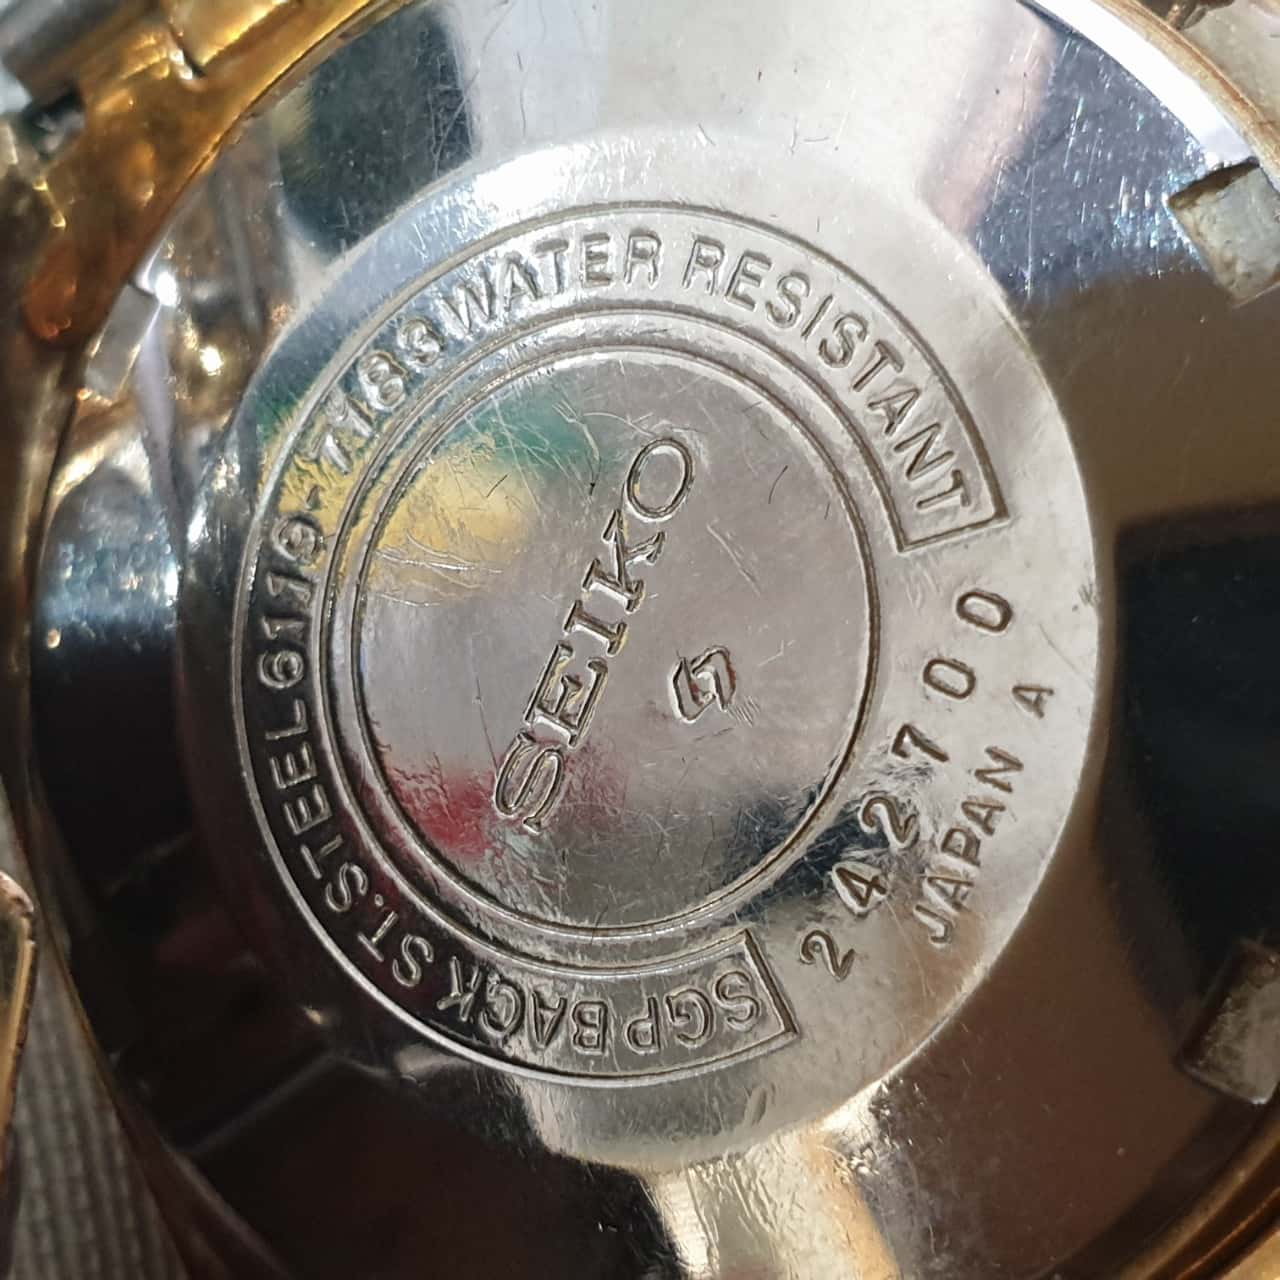 SGP BACK ST.STEEL 6119-7183 WATER RESISTANT
SEIKO
5
242700
JAPAN A